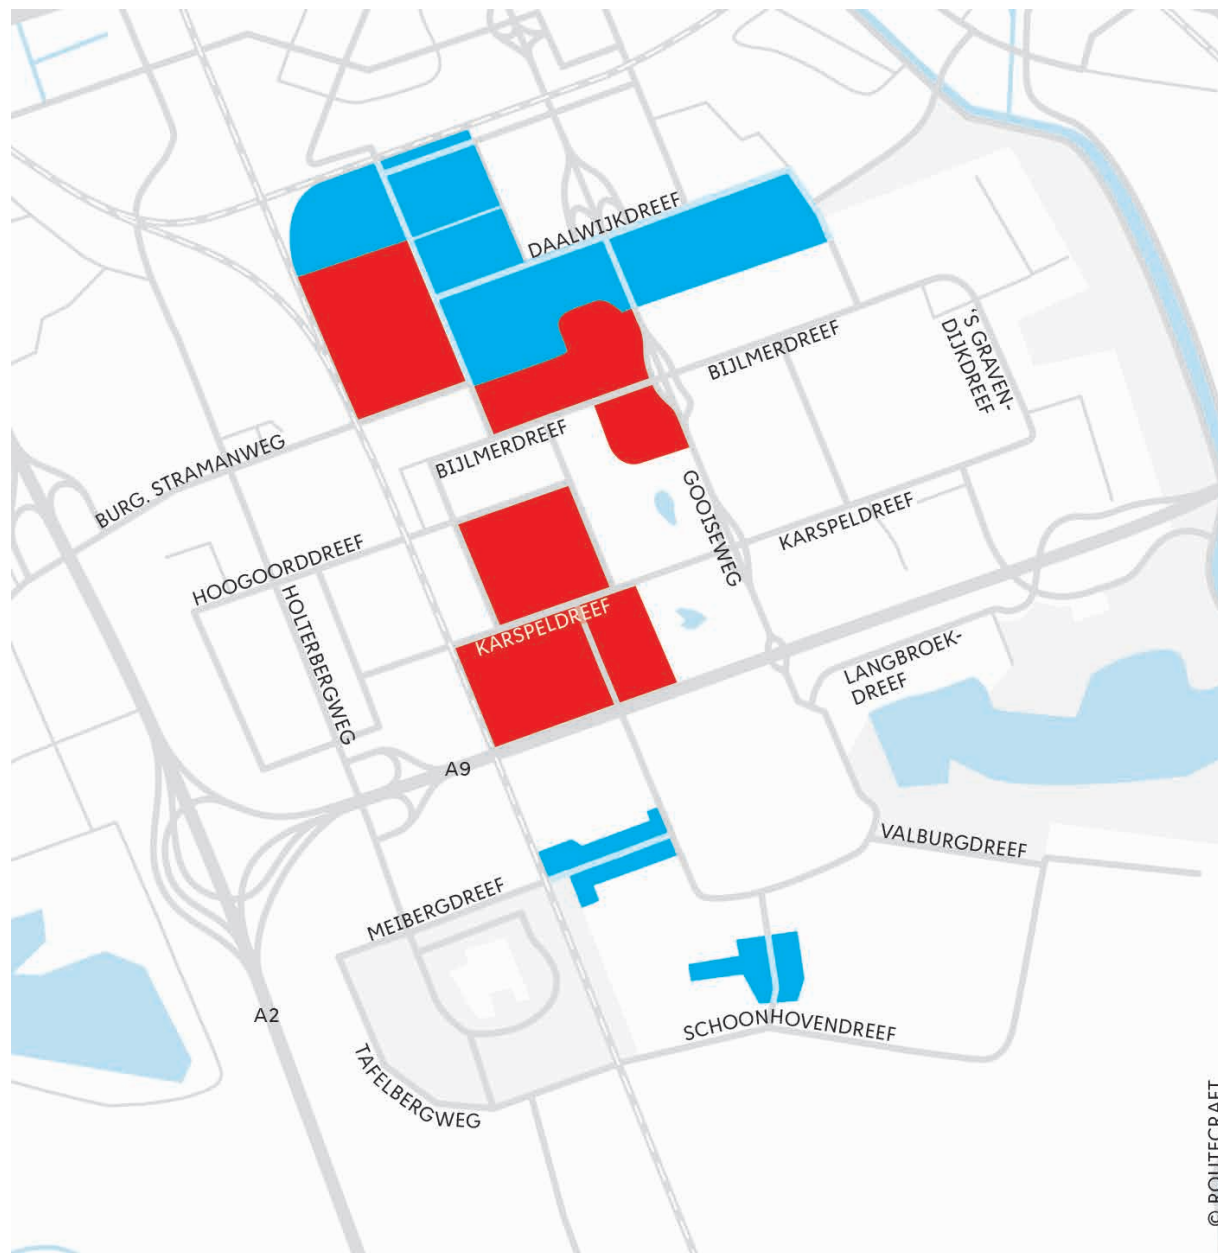 DAALWIJKDREEF
BIJLMERDREEF
'S GRAVEN-
DIJKDREEF
BURG. STRAMANWEG
BIJLMERDREEF
GOOISEWEG
KARSPELDREEF
HOOGOORDDREEF
HOLTERBERGWEG
KARSPELDREEF
LANGBROEK-
DREEF
A9
VALBURGDREEF
MEIBERGDREEF
A2
SCHOONHOVENDREEF
TAFELBERGWEG
© ROUTECRAFT